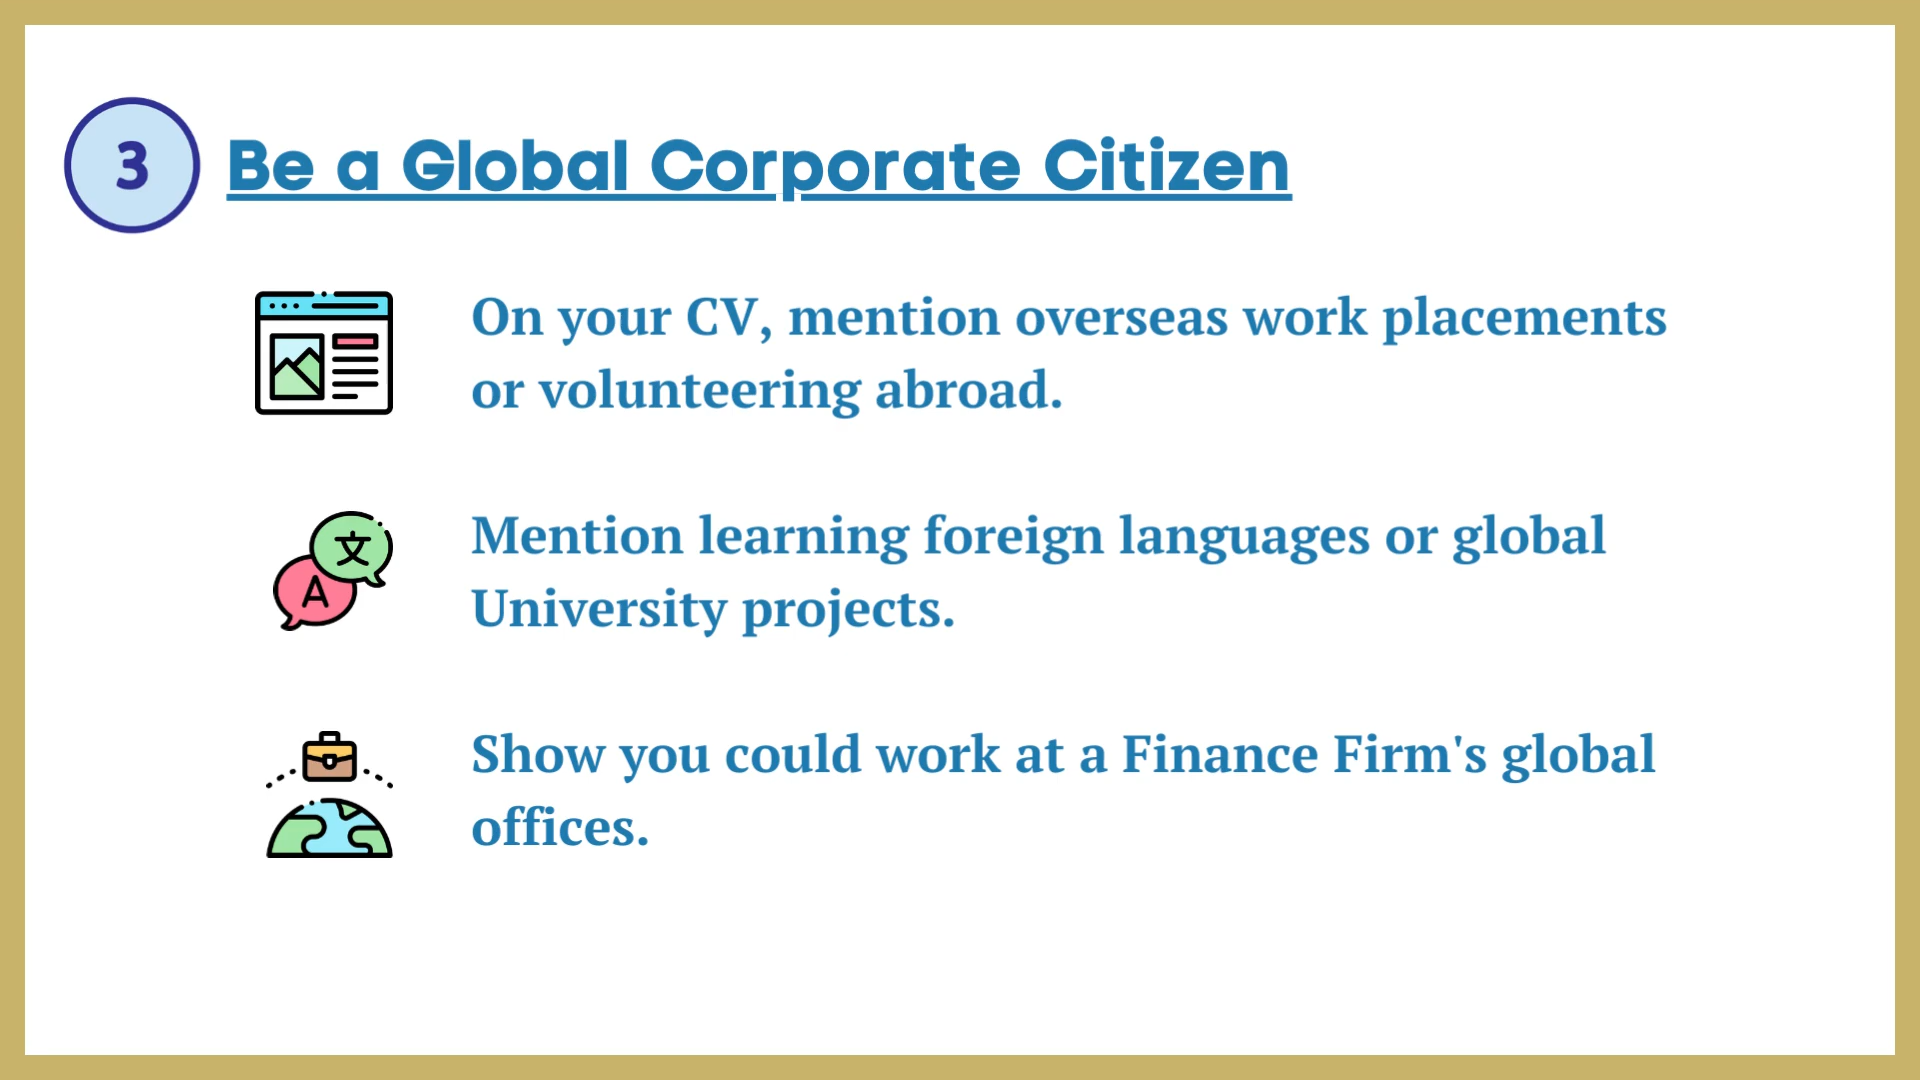 3
Be a Global Corporate Citizen
On your CV, mention overseas work placements
or volunteering abroad.
文
A
Mention learning foreign languages or global
University projects.
Show you could work at a Finance Firm's global
offices.